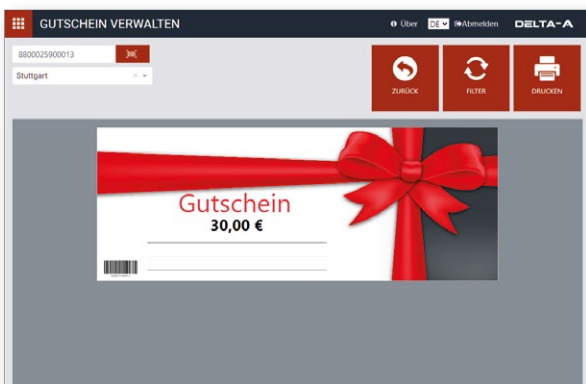 GUTSCHEIN VERWALTEN
Über DE Abmelden DELTA-A
8800025900013
Stuttgart
ZURÜCK FILTER DRUCKEN
Gutschein
30,00 €